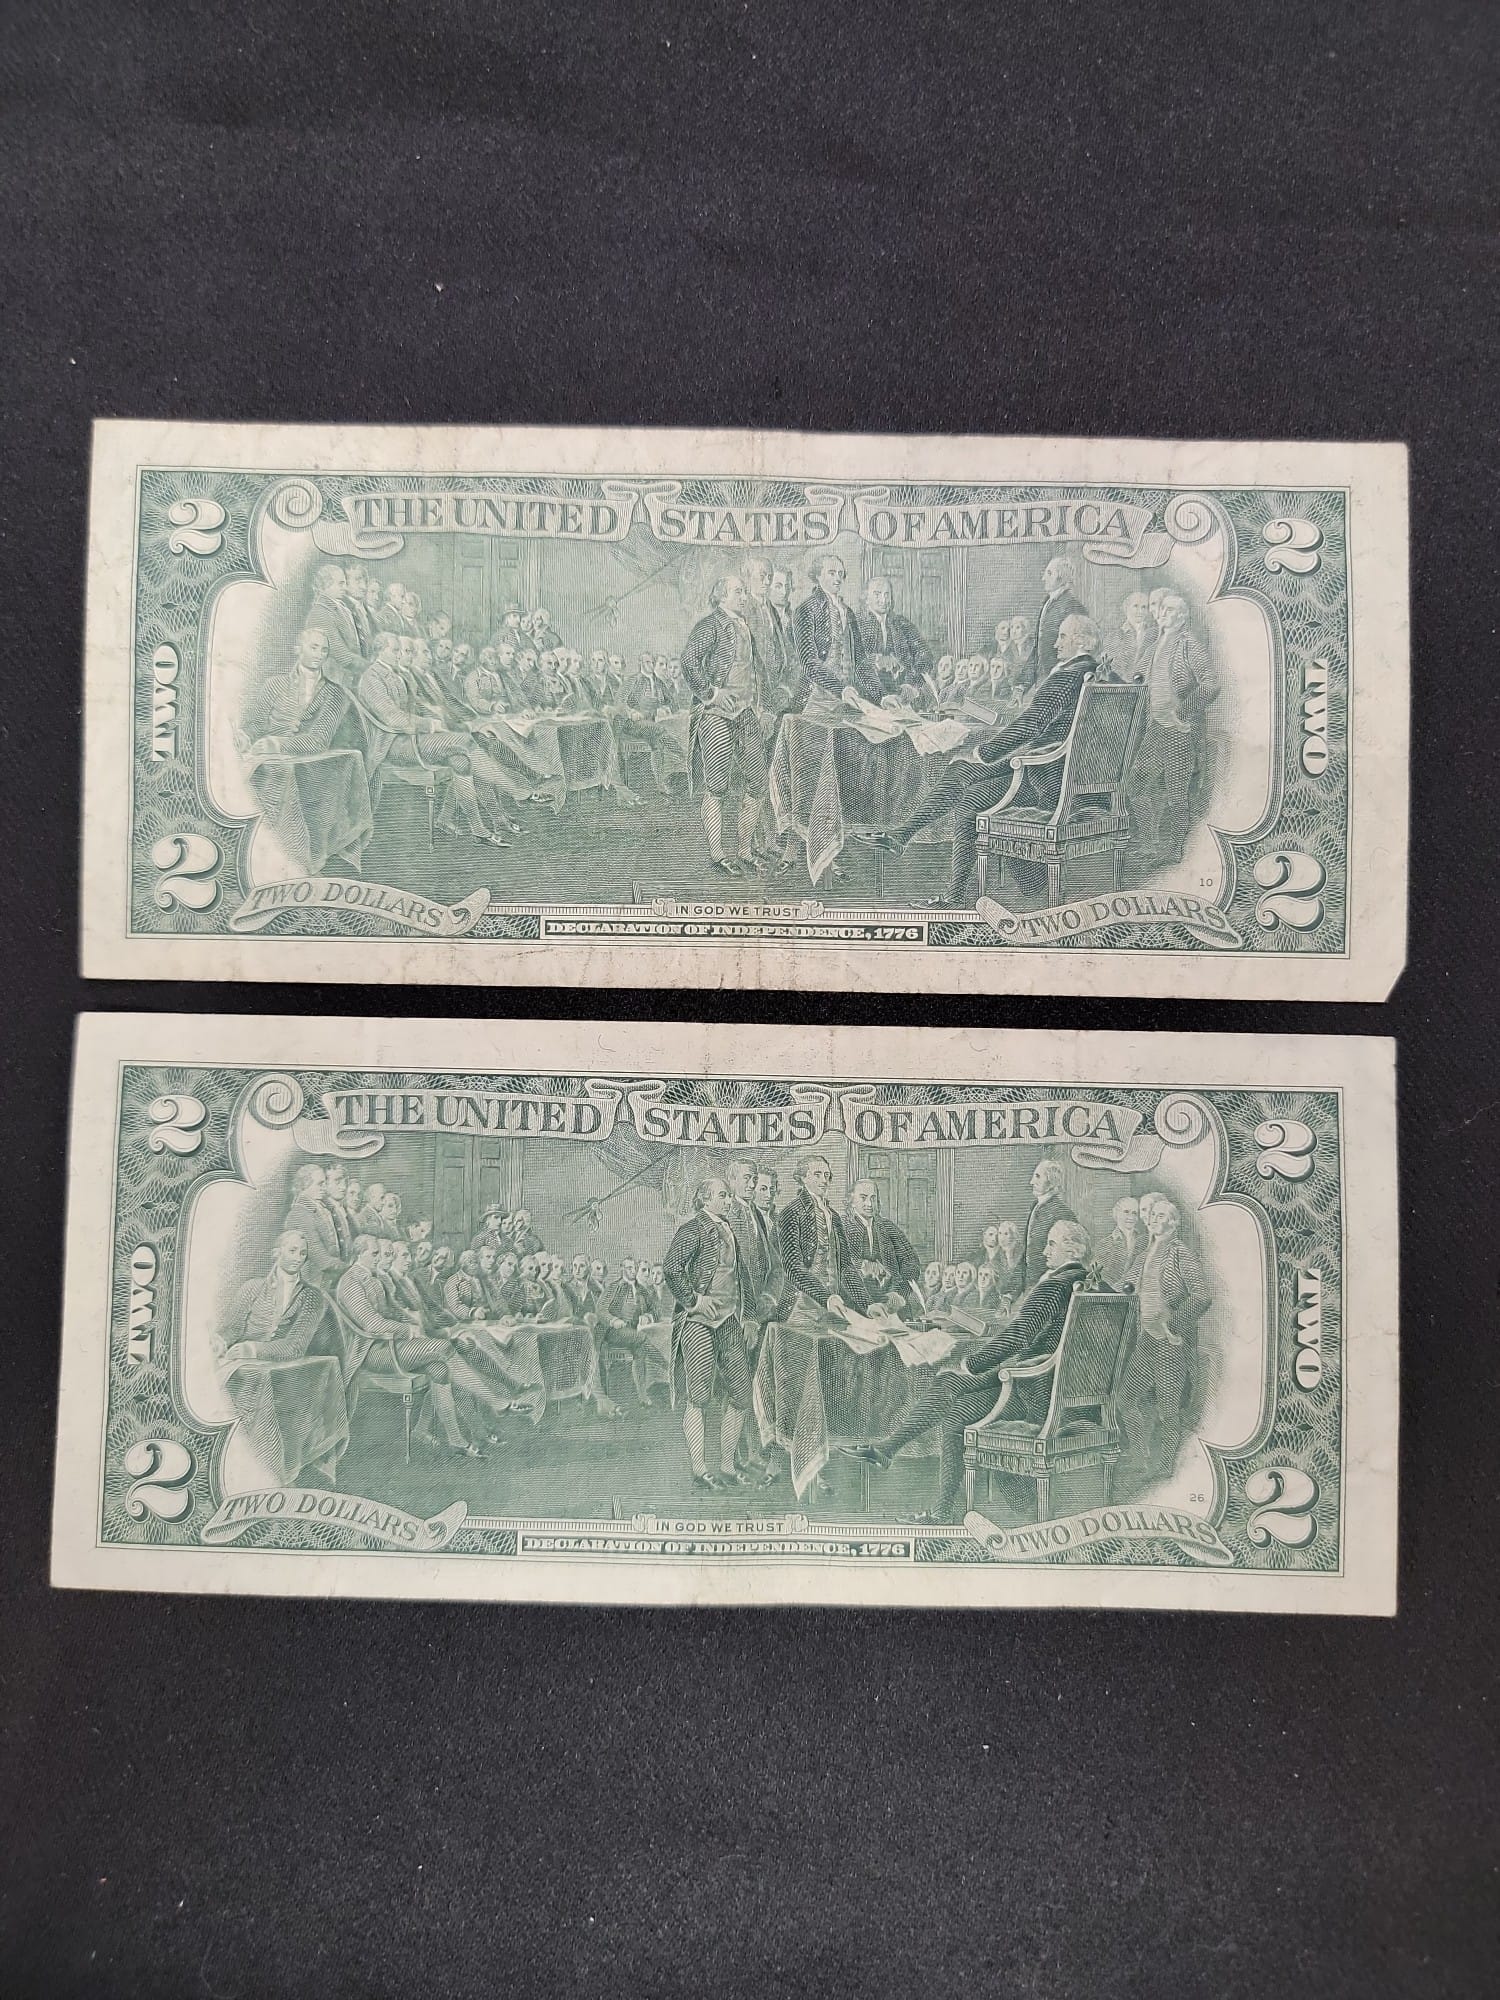 2 THE UNITED STATES OF AMERICA 2
TWO TWO
10
2 TWO DOLLARS IN GOD WE TRUST TWO DOLLARS 2
DECLARATION OF INDEPENDENCE, 1776
2 THE UNITED STATES OF AMERICA 2
TWO TWO
26
2 TWO DOLLARS IN GOD WE TRUST TWO DOLLARS 2
DECLARATION OF INDEPENDENCE, 1776